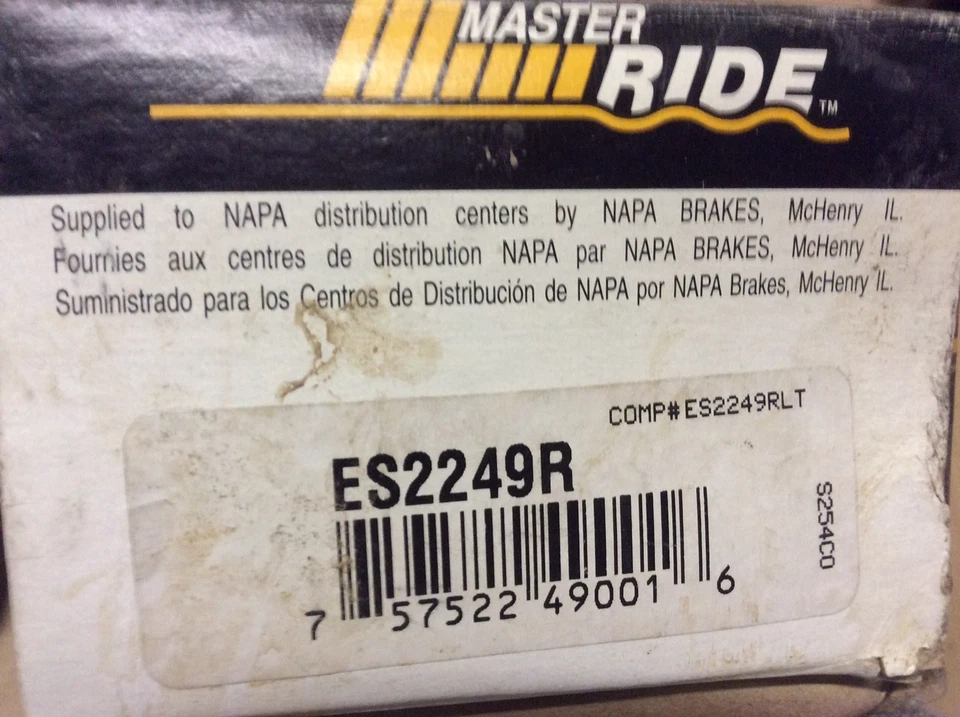 MASTER
RIDE™
Supplied to NAPA distribution centers by NAPA BRAKES, McHenry IL.
Fournies aux centres de distribution NAPA par NAPA BRAKES, McHenry IL.
Suministrado para los Centros de Distribución de NAPA por NAPA Brakes, McHenry IL.
COMP#ES2249RLT
ES2249R
S254C0
7 57522 49001 6